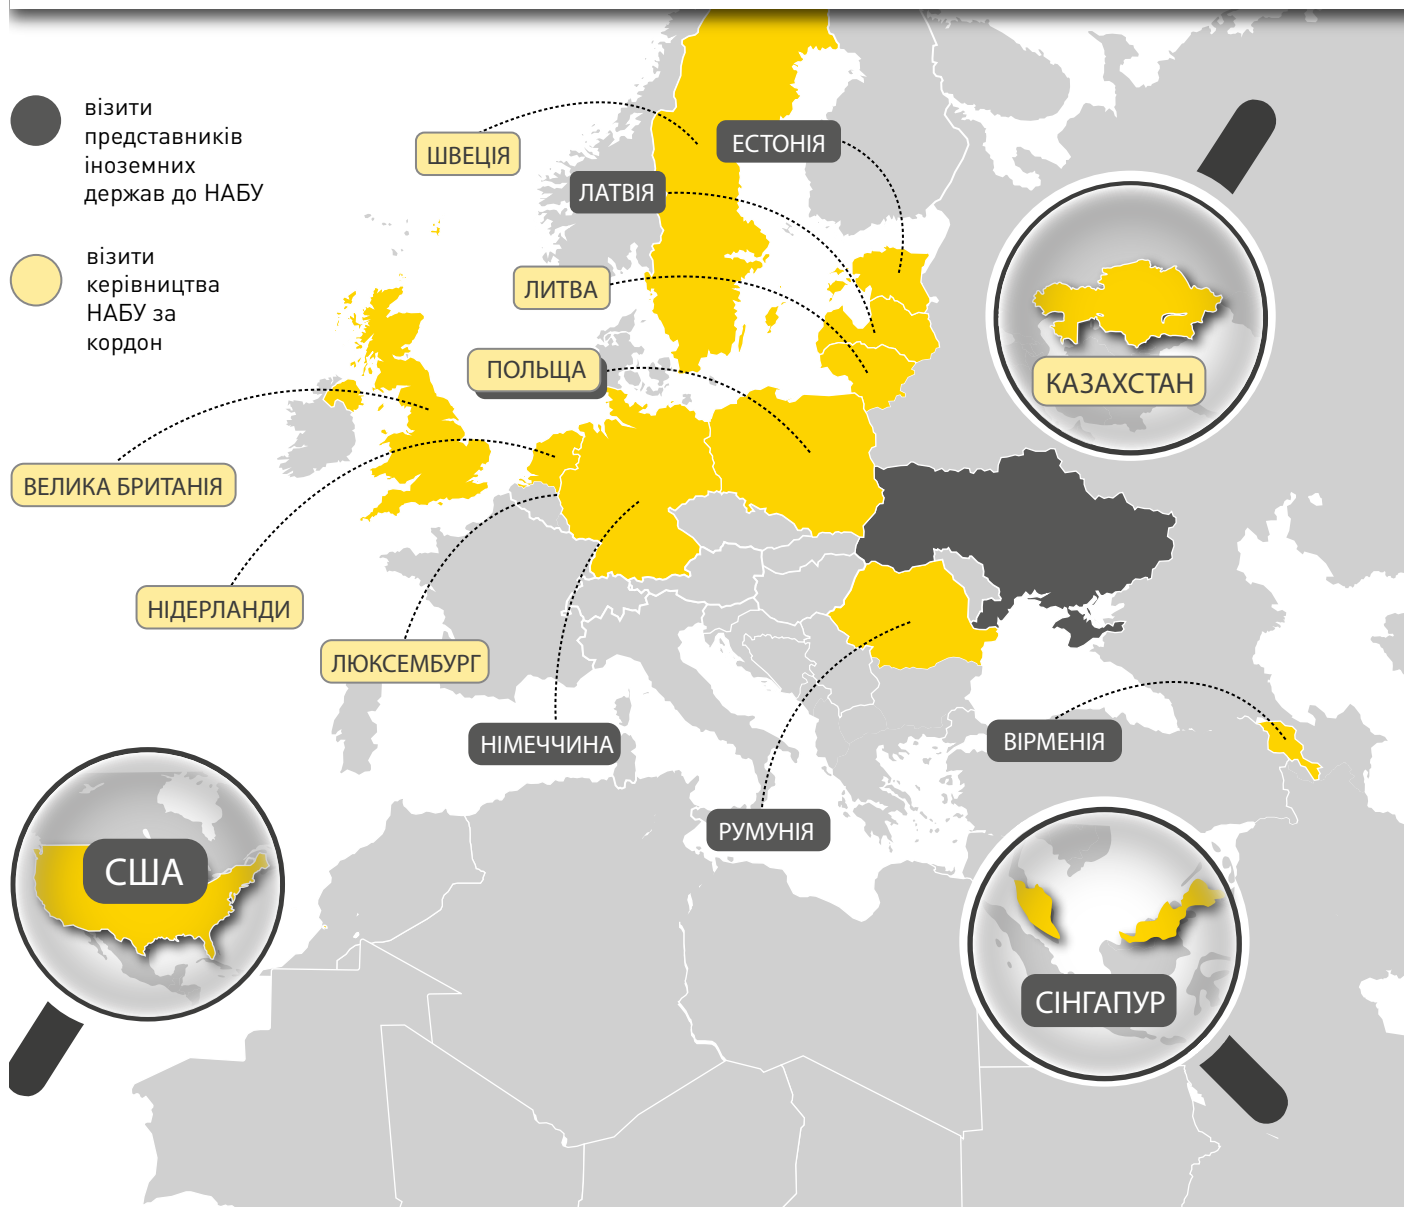 візити
представників
іноземних
держав до НАБУ
візити
керівництва
НАБУ за
кордон
ШВЕЦІЯ
ЕСТОНІЯ
ЛАТВІЯ
ЛИТВА
ПОЛЬЩА
КАЗАХСТАН
ВЕЛИКА БРИТАНІЯ
НІДЕРЛАНДИ
ЛЮКСЕМБУРГ
НІМЕЧЧИНА
ВІРМЕНІЯ
РУМУНІЯ
США
СІНГАПУР